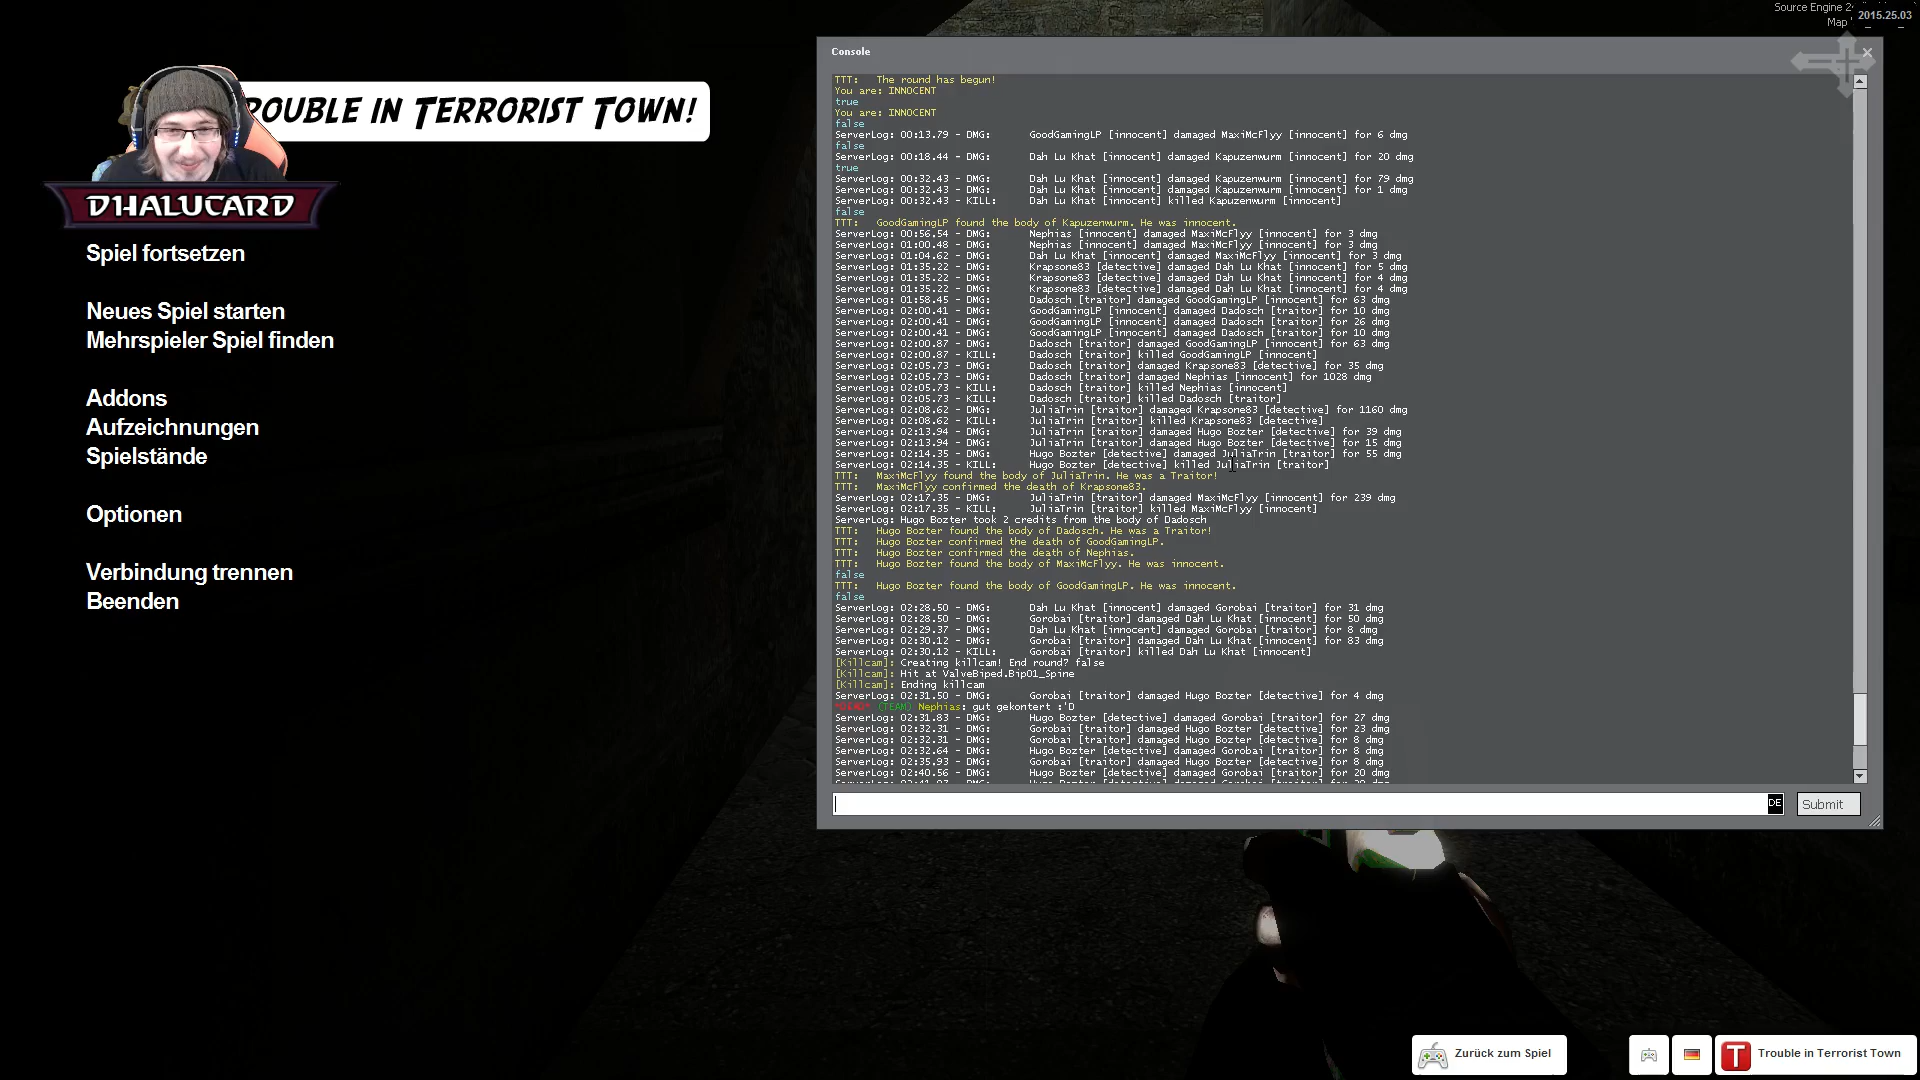 Source Engine 2
2015.25.03
Map
ROUBLE IN TERRORIST TOWN!
DHALUCARD
Spiel fortsetzen
Neues Spiel starten
Mehrspieler Spiel finden
Addons
Aufzeichnungen
Spielstände
Optionen
Verbindung trennen
Beenden
Console
TTT: The round has begun!
You are: INNOCENT
true
You are: INNOCENT
false
ServerLog: 00:13.79 - DMG: GoodGamingLP [innocent] damaged MaxiMcFlyy [innocent] for 6 dmg
false
ServerLog: 00:18.44 - DMG: Dah Lu Khat [innocent] damaged Kapuzenwurm [innocent] for 20 dmg
true
ServerLog: 00:32.43 - DMG: Dah Lu Khat [innocent] damaged Kapuzenwurm [innocent] for 79 dmg
ServerLog: 00:32.43 - DMG: Dah Lu Khat [innocent] damaged Kapuzenwurm [innocent] for 1 dmg
ServerLog: 00:32.43 - KILL: Dah Lu Khat [innocent] killed Kapuzenwurm [innocent]
false
TTT: GoodGamingLP found the body of Kapuzenwurm. He was innocent.
ServerLog: 00:56.54 - DMG: Nephias [innocent] damaged MaxiMcFlyy [innocent] for 3 dmg
ServerLog: 01:00.48 - DMG: Nephias [innocent] damaged MaxiMcFlyy [innocent] for 3 dmg
ServerLog: 01:04.62 - DMG: Dah Lu Khat [innocent] damaged MaxiMcFlyy [innocent] for 3 dmg
ServerLog: 01:35.22 - DMG: Krapsone83 [detective] damaged Dah Lu Khat [innocent] for 5 dmg
ServerLog: 01:35.22 - DMG: Krapsone83 [detective] damaged Dah Lu Khat [innocent] for 4 dmg
ServerLog: 01:35.22 - DMG: Krapsone83 [detective] damaged Dah Lu Khat [innocent] for 4 dmg
ServerLog: 01:58.45 - DMG: Dadosch [traitor] damaged GoodGamingLP [innocent] for 63 dmg
ServerLog: 02:00.41 - DMG: GoodGamingLP [innocent] damaged Dadosch [traitor] for 10 dmg
ServerLog: 02:00.41 - DMG: GoodGamingLP [innocent] damaged Dadosch [traitor] for 26 dmg
ServerLog: 02:00.41 - DMG: GoodGamingLP [innocent] damaged Dadosch [traitor] for 10 dmg
ServerLog: 02:00.87 - DMG: Dadosch [traitor] damaged GoodGamingLP [innocent] for 63 dmg
ServerLog: 02:00.87 - KILL: Dadosch [traitor] killed GoodGamingLP [innocent]
ServerLog: 02:05.73 - DMG: Dadosch [traitor] damaged Krapsone83 [detective] for 35 dmg
ServerLog: 02:05.73 - DMG: Dadosch [traitor] damaged Nephias [innocent] for 1028 dmg
ServerLog: 02:05.73 - KILL: Dadosch [traitor] killed Nephias [innocent]
ServerLog: 02:05.73 - KILL: Dadosch [traitor] killed Dadosch [traitor]
ServerLog: 02:08.62 - DMG: JuliaTrin [traitor] damaged Krapsone83 [detective] for 1160 dmg
ServerLog: 02:08.62 - KILL: JuliaTrin [traitor] killed Krapsone83 [detective]
ServerLog: 02:13.94 - DMG: JuliaTrin [traitor] damaged Hugo Bozter [detective] for 39 dmg
ServerLog: 02:13.94 - DMG: JuliaTrin [traitor] damaged Hugo Bozter [detective] for 15 dmg
ServerLog: 02:14.35 - DMG: Hugo Bozter [detective] damaged JuliaTrin [traitor] for 55 dmg
ServerLog: 02:14.35 - KILL: Hugo Bozter [detective] killed JuliaTrin [traitor]
TTT: MaxiMcFlyy found the body of JuliaTrin. He was a Traitor!
TTT: MaxiMcFlyy confirmed the death of Krapsone83.
ServerLog: 02:17.35 - DMG: JuliaTrin [traitor] damaged MaxiMcFlyy [innocent] for 239 dmg
ServerLog: 02:17.35 - KILL: JuliaTrin [traitor] killed MaxiMcFlyy [innocent]
ServerLog: Hugo Bozter took 2 credits from the body of Dadosch
TTT: Hugo Bozter found the body of Dadosch. He was a Traitor!
TTT: Hugo Bozter confirmed the death of GoodGamingLP.
TTT: Hugo Bozter confirmed the death of Nephias.
TTT: Hugo Bozter found the body of MaxiMcFlyy. He was innocent.
false
TTT: Hugo Bozter found the body of GoodGamingLP. He was innocent.
false
ServerLog: 02:28.50 - DMG: Dah Lu Khat [innocent] damaged Gorobai [traitor] for 31 dmg
ServerLog: 02:28.50 - DMG: Gorobai [traitor] damaged Dah Lu Khat [innocent] for 50 dmg
ServerLog: 02:29.37 - DMG: Dah Lu Khat [innocent] damaged Gorobai [traitor] for 8 dmg
ServerLog: 02:30.12 - DMG: Gorobai [traitor] damaged Dah Lu Khat [innocent] for 83 dmg
ServerLog: 02:30.12 - KILL: Gorobai [traitor] killed Dah Lu Khat [innocent]
[Killcam]: Creating killcam! End round? false
[Killcam]: Hit at ValveBiped.Bip01_Spine
[Killcam]: Ending killcam
ServerLog: 02:31.50 - DMG: Gorobai [traitor] damaged Hugo Bozter [detective] for 4 dmg
*DEAD* (TEAM) Nephias: gut gekontert :'D
ServerLog: 02:31.83 - DMG: Hugo Bozter [detective] damaged Gorobai [traitor] for 27 dmg
ServerLog: 02:32.31 - DMG: Gorobai [traitor] damaged Hugo Bozter [detective] for 23 dmg
ServerLog: 02:32.31 - DMG: Gorobai [traitor] damaged Hugo Bozter [detective] for 8 dmg
ServerLog: 02:32.64 - DMG: Hugo Bozter [detective] damaged Gorobai [traitor] for 8 dmg
ServerLog: 02:35.93 - DMG: Gorobai [traitor] damaged Hugo Bozter [detective] for 8 dmg
ServerLog: 02:40.56 - DMG: Hugo Bozter [detective] damaged Gorobai [traitor] for 20 dmg
DE
Submit
Zurück zum Spiel
T
Trouble in Terrorist Town